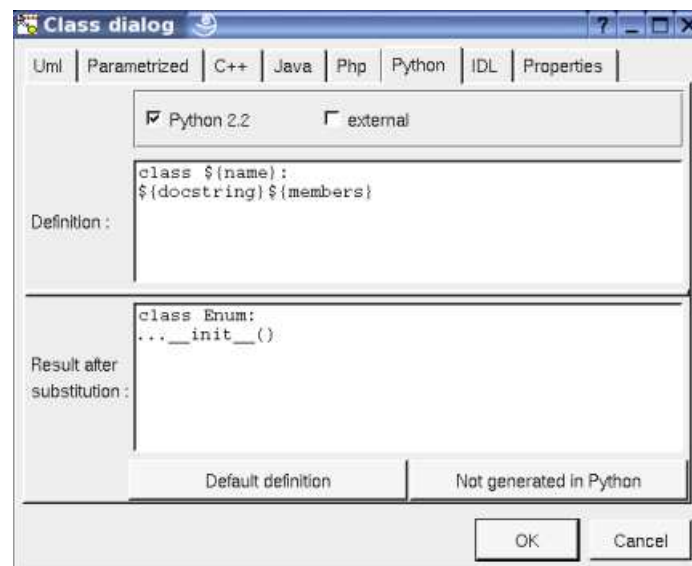 Class dialog
?
Uml Parametrized C++ Java Php Python IDL Properties
Python 2.2 external
Definition :
class ${name}:
${docstring}${members}
Result after
substitution :
class Enum:
...__init__()
Default definition Not generated in Python
OK Cancel